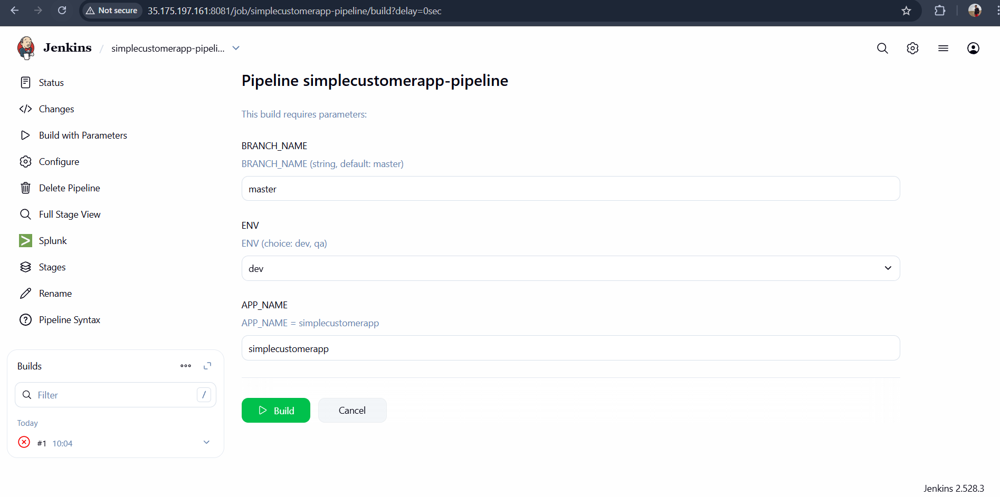 Not secure
35.175.197.161:8081/job/simplecustomerapp-pipeline/build?delay=0sec
Jenkins / simplecustomerapp-pipeli...
Status
Changes
Build with Parameters
Configure
Delete Pipeline
Full Stage View
Splunk
Stages
Rename
Pipeline Syntax
Builds
Filter
/
Today
#1 10:04
Pipeline simplecustomerapp-pipeline
This build requires parameters:
BRANCH_NAME
BRANCH_NAME (string, default: master)
master
ENV
ENV (choice: dev, qa)
dev
APP_NAME
APP_NAME = simplecustomerapp
simplecustomerapp
Build
Cancel
Jenkins 2.528.3